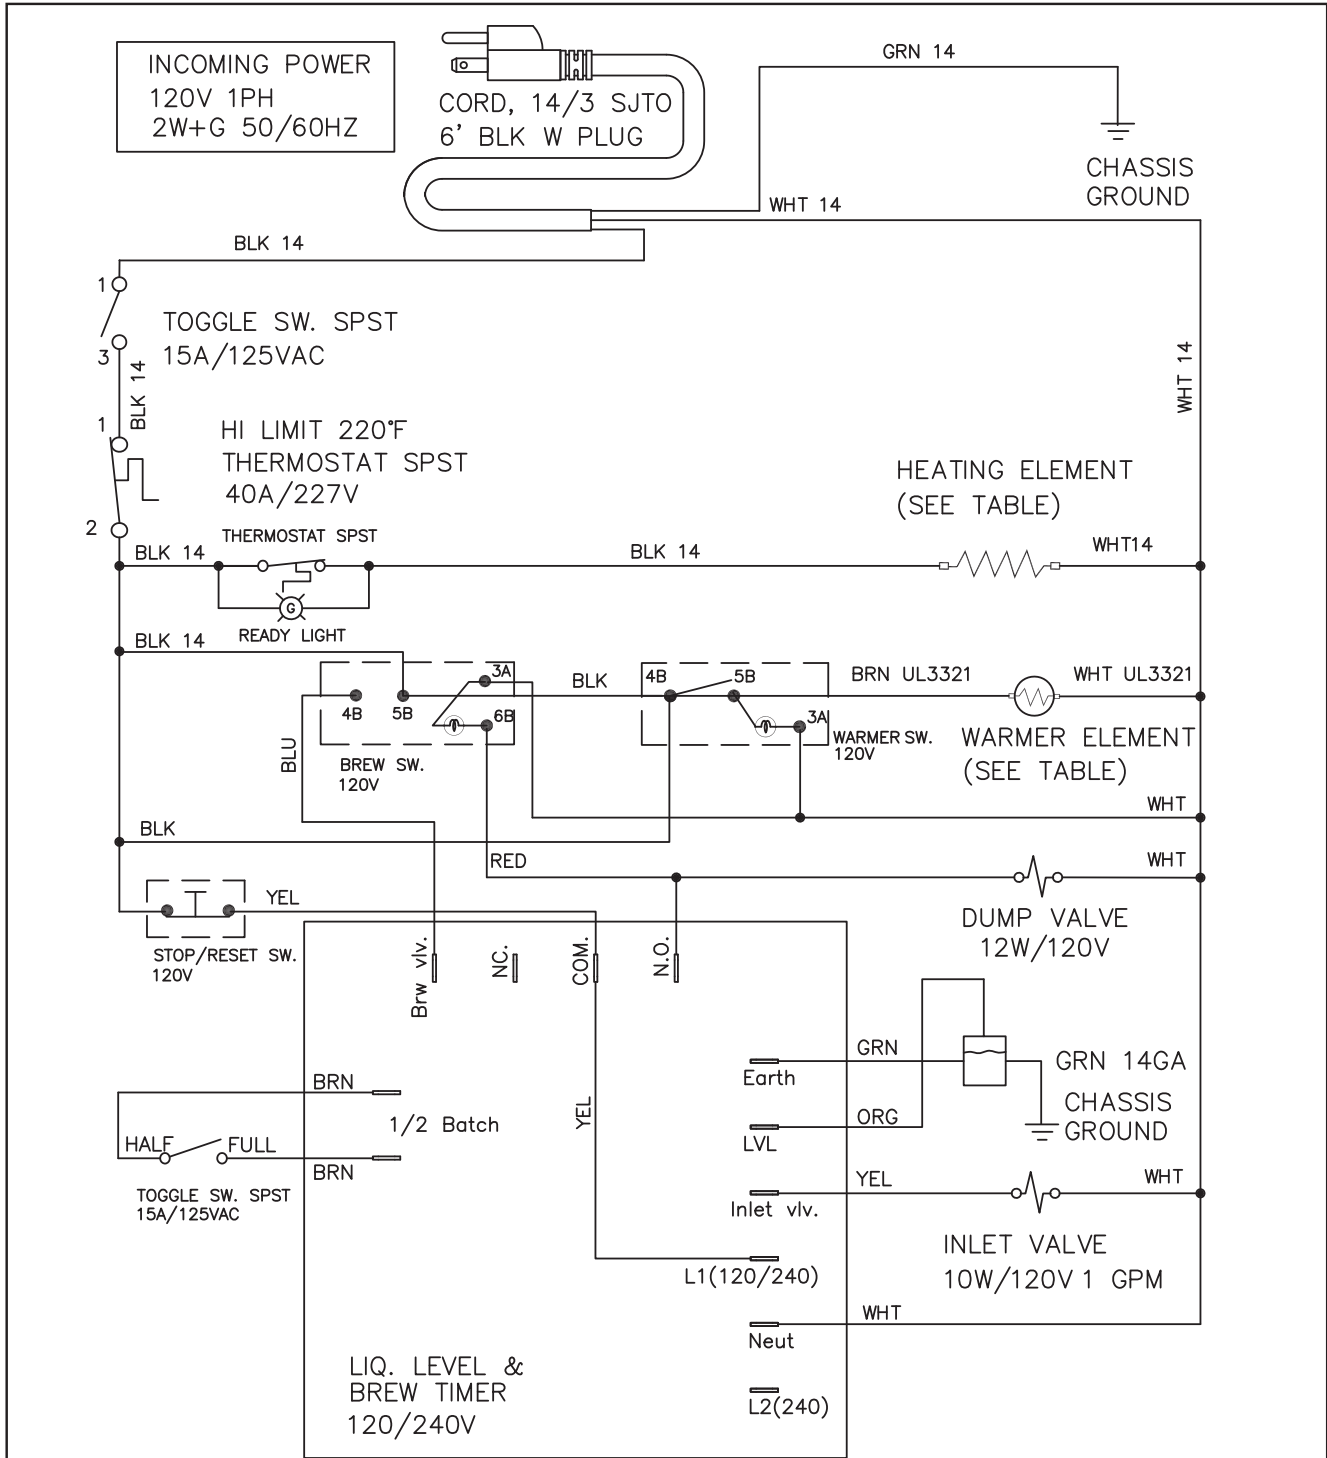 INCOMING POWER
120V 1PH
2W+G 50/60HZ
CORD, 14/3 SJTO
6' BLK W PLUG
GRN 14
CHASSIS
GROUND
WHT 14
BLK 14
1
3
TOGGLE SW. SPST
15A/125VAC
BLK 14
WHT 14
1
2
HI LIMIT 220°F
THERMOSTAT SPST
40A/227V
HEATING ELEMENT
(SEE TABLE)
THERMOSTAT SPST
BLK 14
BLK 14
WHT14
G
READY LIGHT
BLK 14
3A
4B
5B
6B
BREW SW.
120V
BLK
4B
5B
3A
WARMER SW.
120V
BRN UL3321
WHT UL3321
WARMER ELEMENT
(SEE TABLE)
BLU
WHT
BLK
RED
WHT
DUMP VALVE
12W/120V
YEL
STOP/RESET SW.
120V
Brw vlv.
NC.
COM.
N.O.
YEL
Earth
GRN
GRN 14GA
CHASSIS
GROUND
LVL
ORG
BRN
1/2 Batch
HALF
FULL
BRN
TOGGLE SW. SPST
15A/125VAC
Inlet vlv.
YEL
WHT
INLET VALVE
10W/120V 1 GPM
L1(120/240)
Neut
WHT
L2(240)
LIQ. LEVEL &
BREW TIMER
120/240V